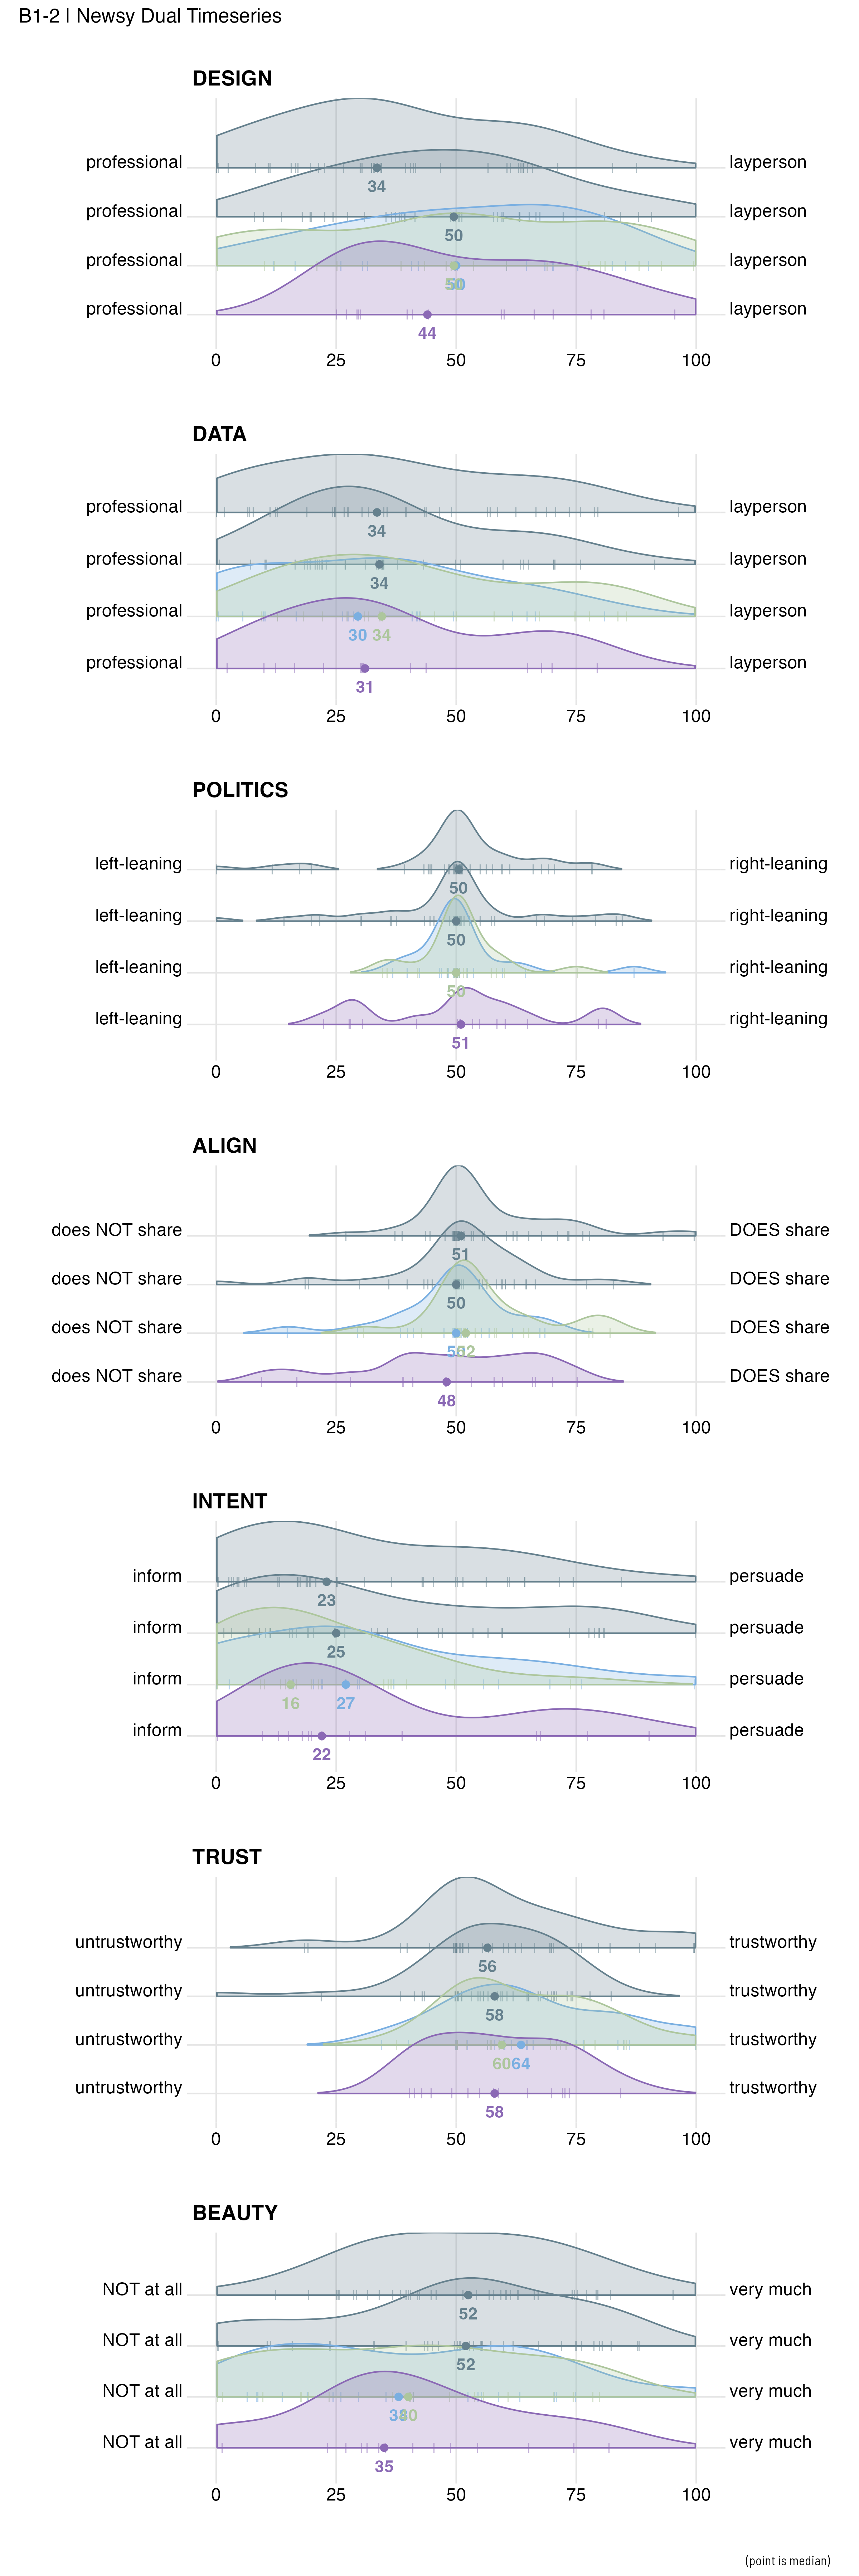 B1-2 | Newsy Dual Timeseries
DESIGN
professional layperson
34
professional layperson
50
professional layperson
50
professional layperson
44
0 25 50 75 100
DATA
professional layperson
34
professional layperson
34
professional layperson
30 34
professional layperson
31
0 25 50 75 100
POLITICS
left-leaning right-leaning
50
left-leaning right-leaning
50
left-leaning right-leaning
50
left-leaning right-leaning
51
0 25 50 75 100
ALIGN
does NOT share DOES share
51
does NOT share DOES share
50
does NOT share DOES share
50 52
does NOT share DOES share
48
0 25 50 75 100
INTENT
inform persuade
23
inform persuade
25
inform persuade
16 27
inform persuade
22
0 25 50 75 100
TRUST
untrustworthy trustworthy
56
untrustworthy trustworthy
58
untrustworthy trustworthy
60 64
untrustworthy trustworthy
58
0 25 50 75 100
BEAUTY
NOT at all very much
52
NOT at all very much
52
NOT at all very much
40
NOT at all very much
35
0 25 50 75 100
(point is median)